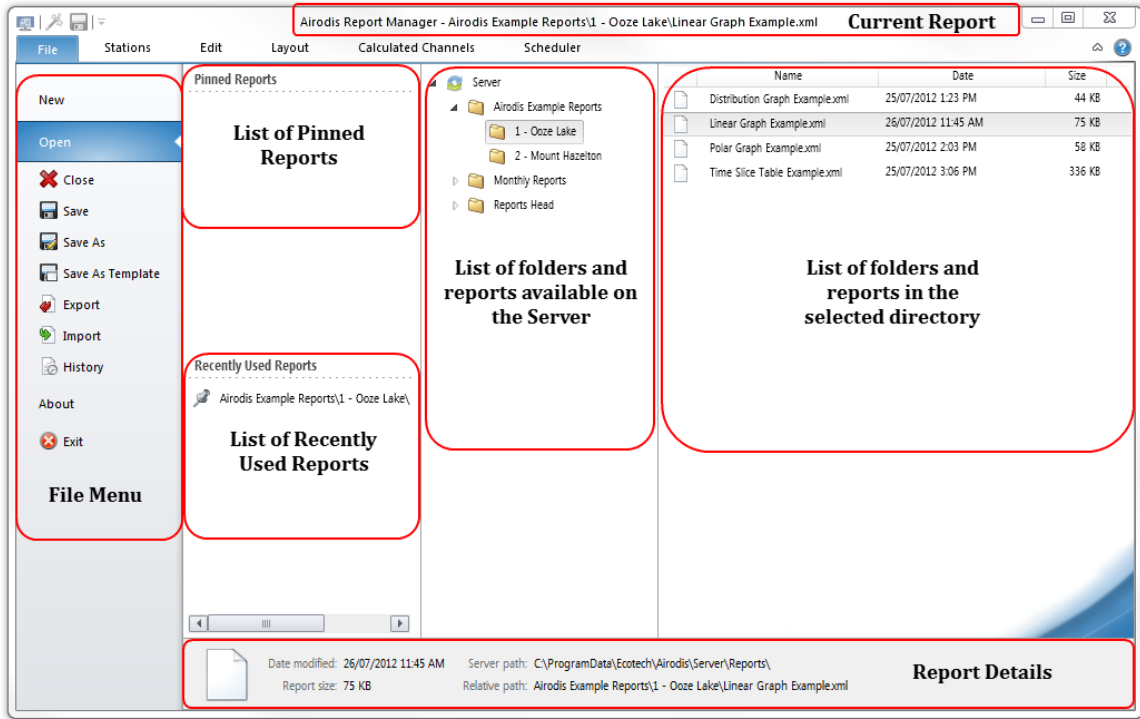 Airodis Report Manager - Airodis Example Reports\1 - Ooze Lake\Linear Graph Example.xml
Current Report
File Stations Edit Layout Calculated Channels Scheduler
New
Open
Close
Save
Save As
Save As Template
Export
Import
History
About
Exit
File Menu
Pinned Reports
List of Pinned
Reports
Recently Used Reports
Airodis Example Reports\1 - Ooze Lake\
List of Recently
Used Reports
Server
Airodis Example Reports
1 - Ooze Lake
2 - Mount Hazelton
Monthly Reports
Reports Head
List of folders and
reports available on
the Server
Name Date Size
Distribution Graph Example.xml 25/07/2012 1:23 PM 44 KB
Linear Graph Example.xml 26/07/2012 11:45 AM 75 KB
Polar Graph Example.xml 25/07/2012 2:03 PM 58 KB
Time Slice Table Example.xml 25/07/2012 3:06 PM 336 KB
List of folders and
reports in the
selected directory
Date modified: 26/07/2012 11:45 AM Server path: C:\ProgramData\Ecotech\Airodis\Server\Reports\
Report size: 75 KB Relative path: Airodis Example Reports\1 - Ooze Lake\Linear Graph Example.xml
Report Details